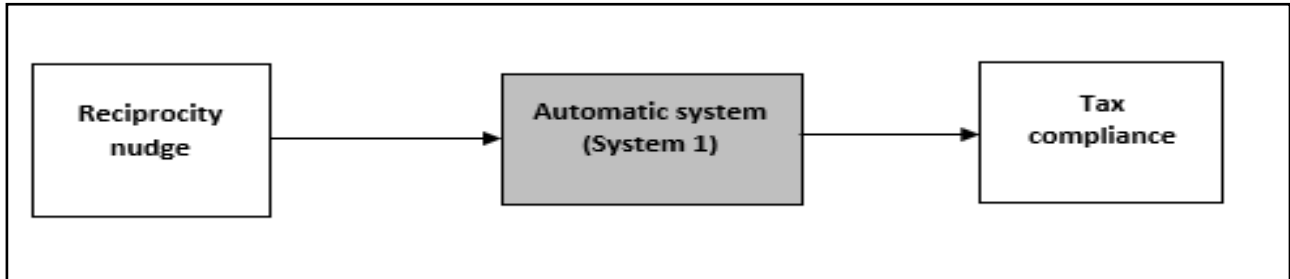 Reciprocity
nudge
Automatic system
(System 1)
Tax
compliance